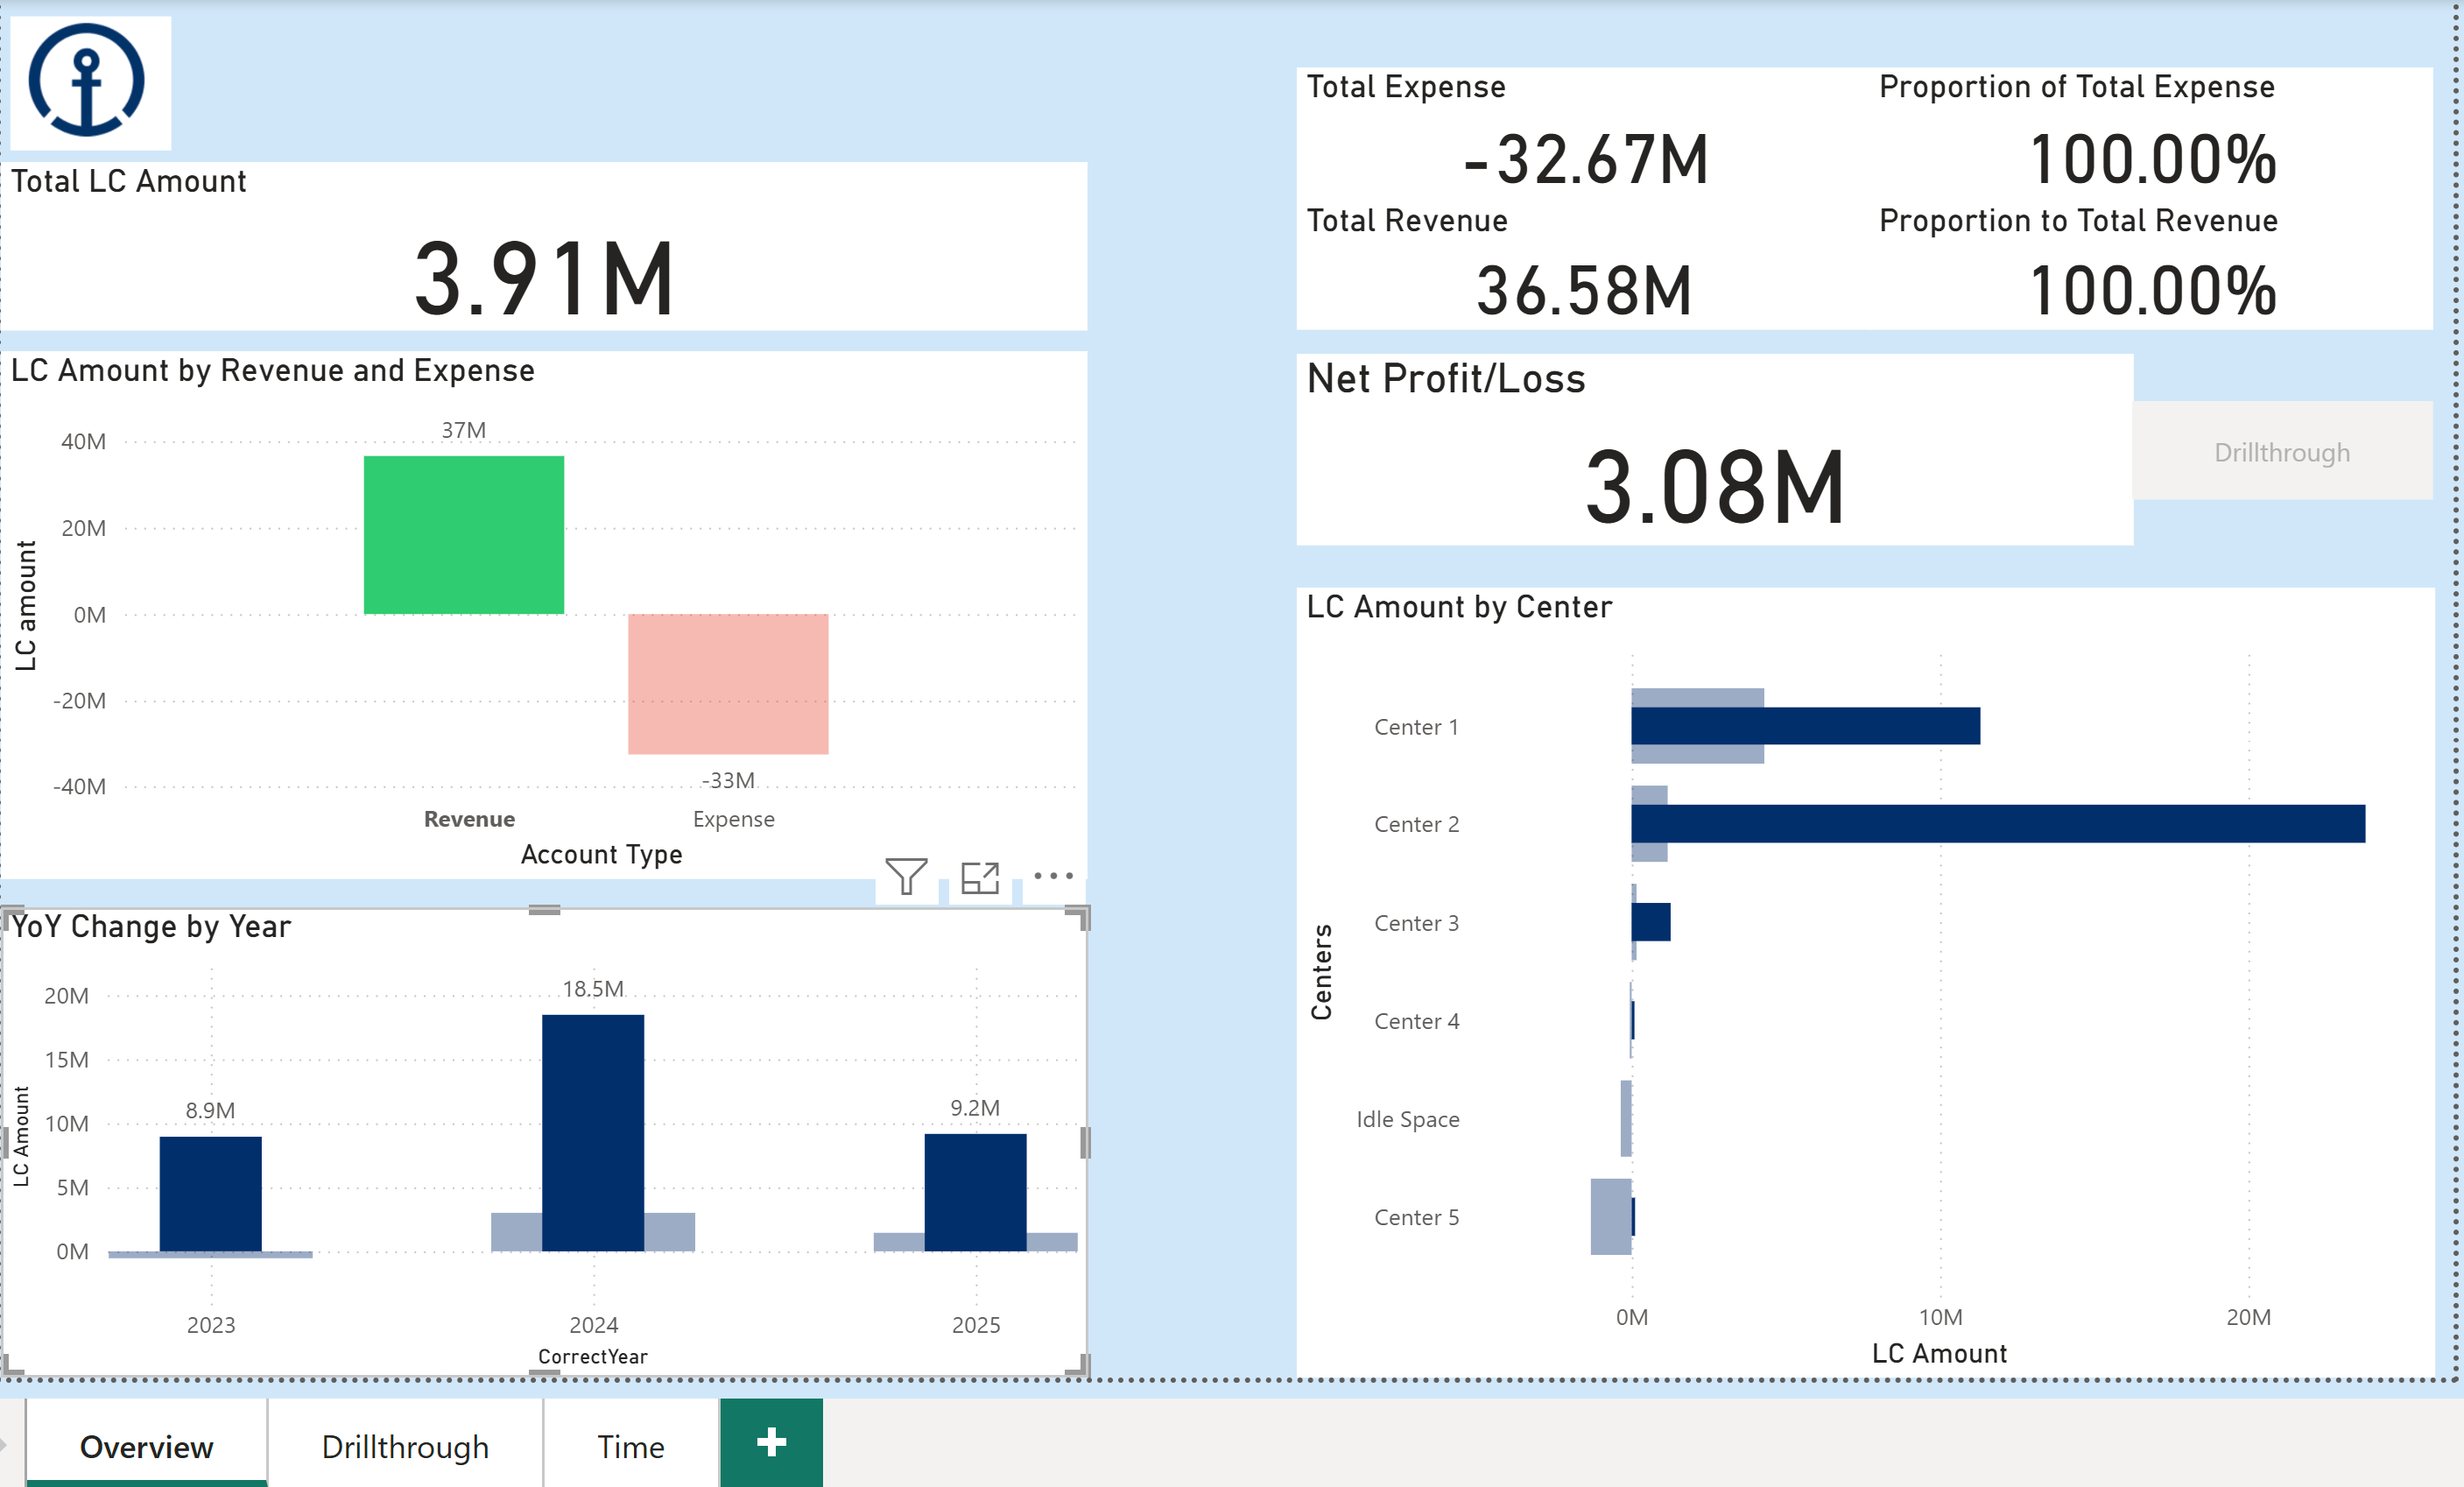 Total LC Amount
3.91M
Total Expense
-32.67M
Proportion of Total Expense
100.00%
Total Revenue
36.58M
Proportion to Total Revenue
100.00%
Net Profit/Loss
3.08M
Drillthrough
LC Amount by Revenue and Expense
LC amount
40M
20M
0M
-20M
-40M
37M
-33M
Revenue
Expense
Account Type
YoY Change by Year
LC Amount
20M
15M
10M
5M
0M
8.9M
18.5M
9.2M
2023
2024
2025
CorrectYear
LC Amount by Center
Centers
Center 1
Center 2
Center 3
Center 4
Idle Space
Center 5
0M
10M
20M
LC Amount
Overview
Drillthrough
Time